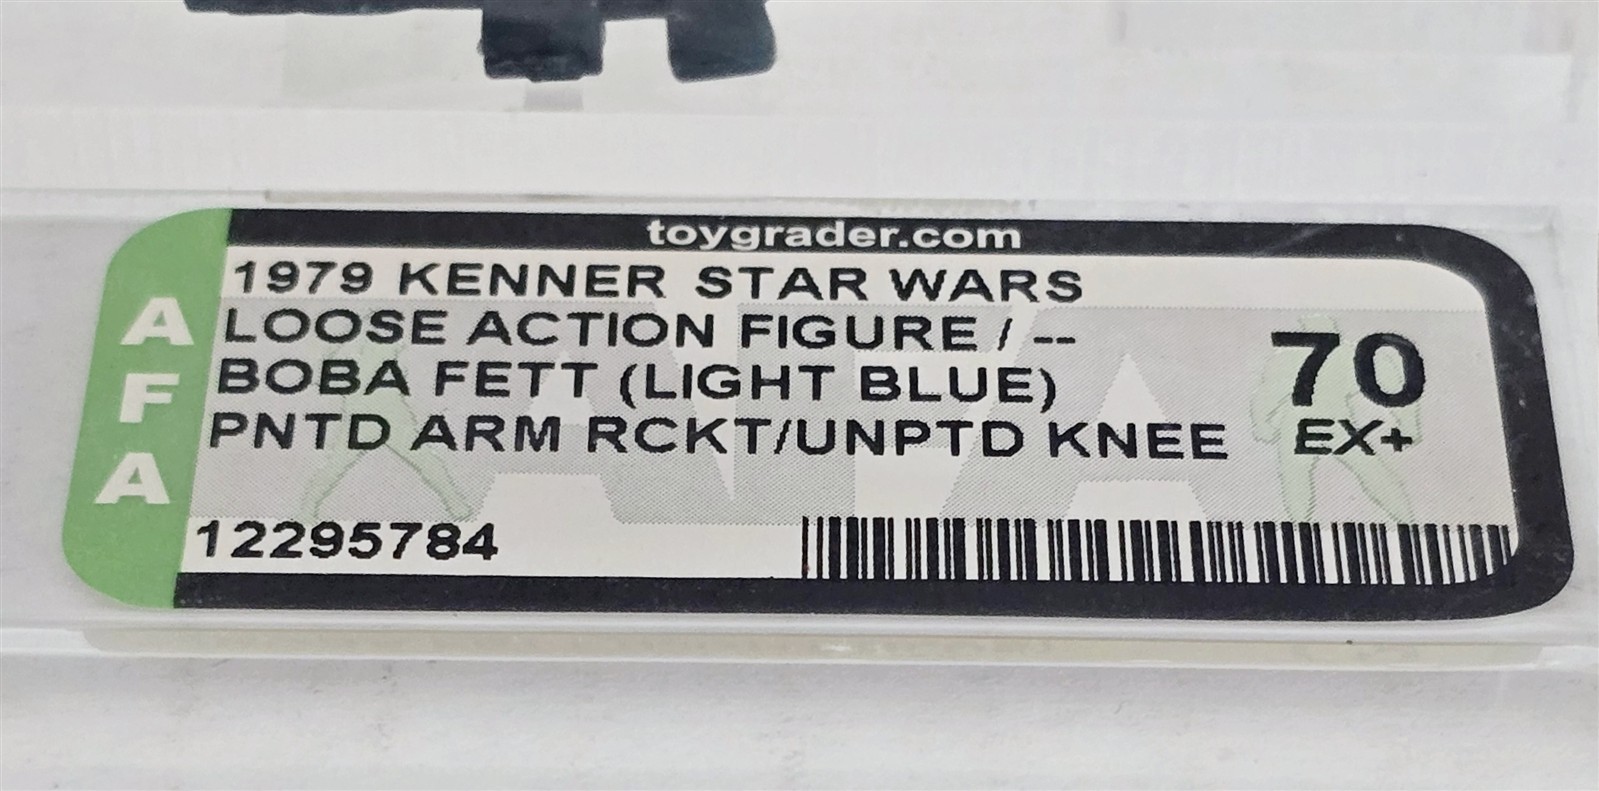 toygrader.com
AFA
1979 KENNER STAR WARS
LOOSE ACTION FIGURE / --
BOBA FETT (LIGHT BLUE)
PNTD ARM RCKT/UNPTD KNEE
70
EX+
12295784
AFA